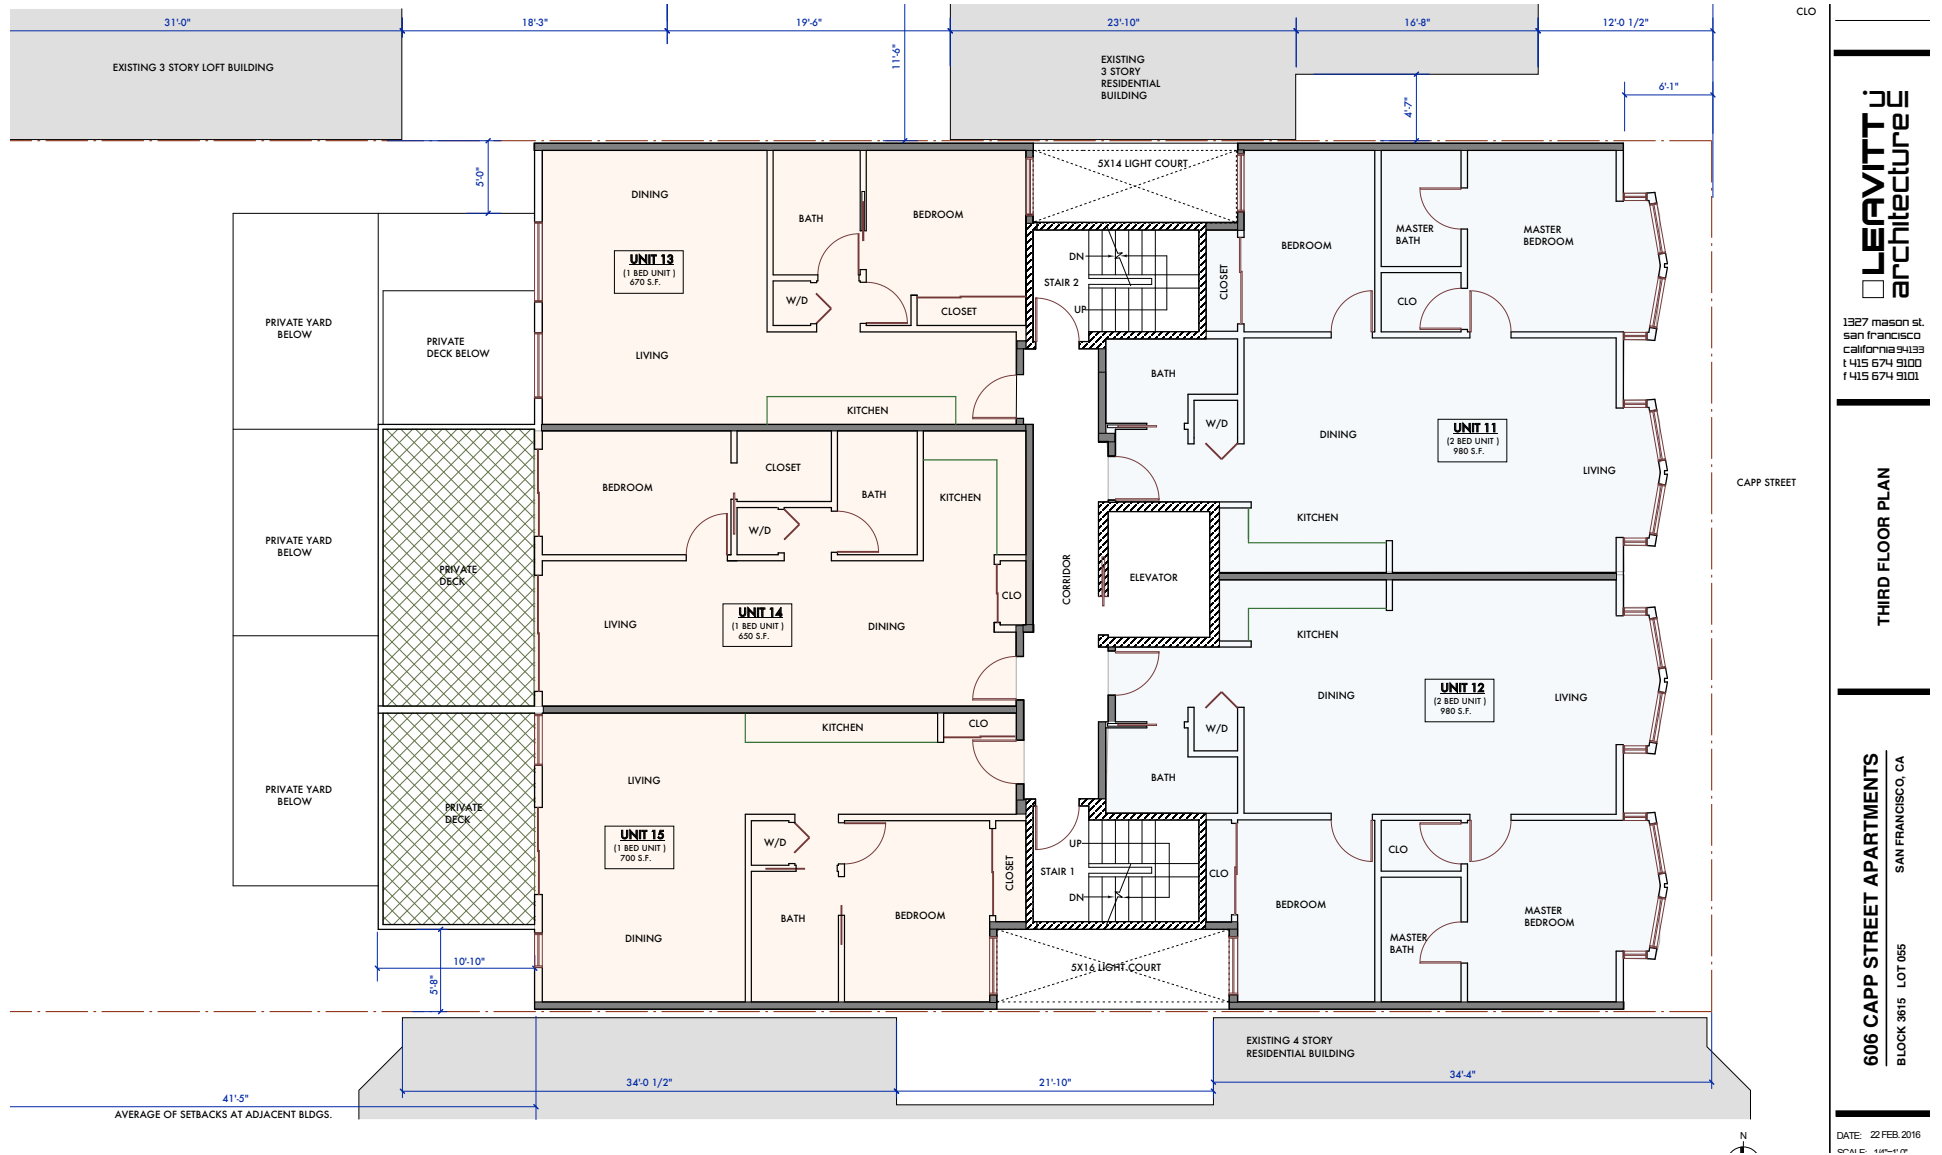 CLO
31'-0"
18'-3"
19'-6"
23'-10"
16'-8"
12'-0 1/2"
11'-6"
6'-1"
4'-7"
5'-0"
EXISTING 3 STORY LOFT BUILDING
EXISTING
3 STORY
RESIDENTIAL
BUILDING
5X14 LIGHT COURT
DINING
BATH
BEDROOM
UNIT 13
(1 BED UNIT )
670 S.F.
W/D
CLOSET
LIVING
KITCHEN
DN
STAIR 2
UP
CLOSET
BEDROOM
MASTER
BATH
MASTER
BEDROOM
CLO
PRIVATE YARD
BELOW
PRIVATE
DECK BELOW
BATH
W/D
DINING
UNIT 11
(2 BED UNIT )
980 S.F.
LIVING
KITCHEN
CAPP STREET
BEDROOM
CLOSET
BATH
KITCHEN
W/D
PRIVATE YARD
BELOW
PRIVATE
DECK
CORRIDOR
ELEVATOR
CLO
LIVING
UNIT 14
(1 BED UNIT )
650 S.F.
DINING
KITCHEN
DINING
UNIT 12
(2 BED UNIT )
980 S.F.
LIVING
W/D
BATH
KITCHEN
CLO
LIVING
PRIVATE YARD
BELOW
PRIVATE
DECK
UNIT 15
(1 BED UNIT )
700 S.F.
W/D
BATH
BEDROOM
CLOSET
DINING
UP
STAIR 1
DN
CLO
BEDROOM
CLO
MASTER
BATH
MASTER
BEDROOM
5X16 LIGHT COURT
10'-10"
5'-8"
EXISTING 4 STORY
RESIDENTIAL BUILDING
34'-0 1/2"
21'-10"
34'-4"
41'-5"
AVERAGE OF SETBACKS AT ADJACENT BLDGS.
N
LEAVITT
architecture
1327 mason st.
san francisco
california 94133
t 415 674 9100
f 415 674 9101
THIRD FLOOR PLAN
606 CAPP STREET APARTMENTS
SAN FRANCISCO, CA
BLOCK 3615 LOT 055
DATE: 22 FEB. 2016
SCALE: 1/4"=1'-0"